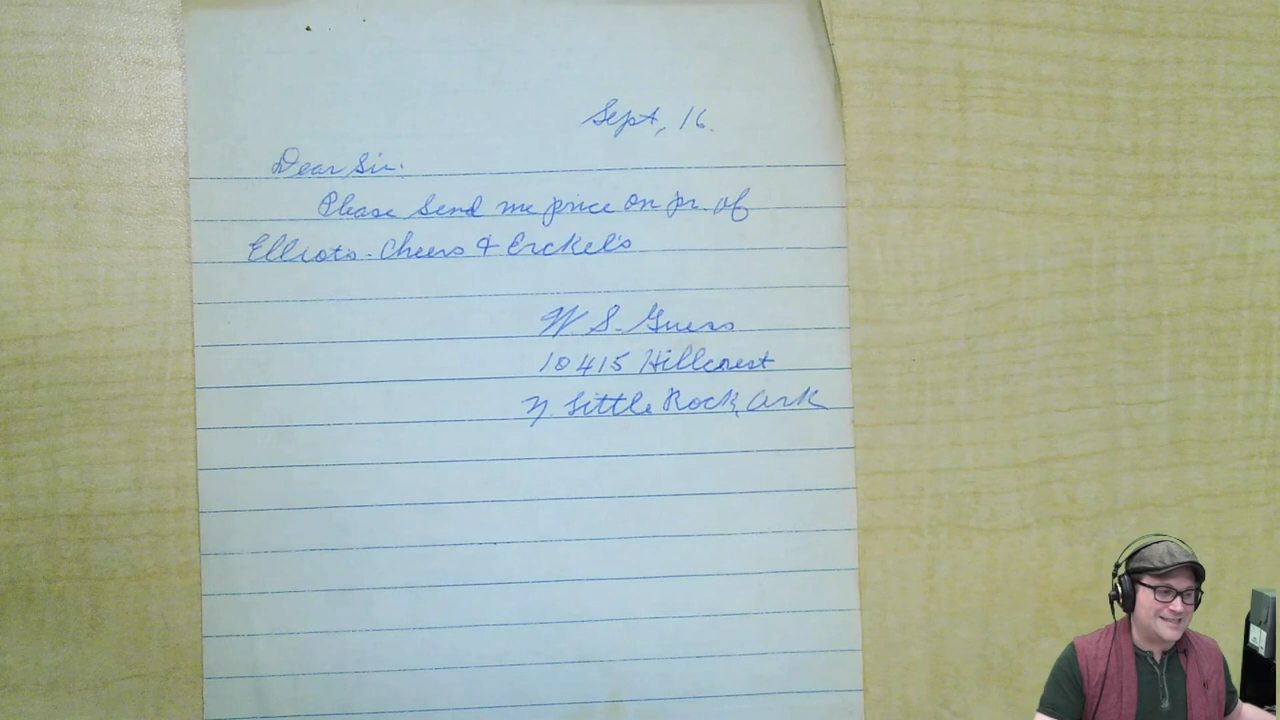 Sept, 16.
Dear Sir:
Please Send me price on pr. of
Elliots - Cheers & Erckel's
W S. Guess
10415 Hillcrest
N. Little Rock, Ark